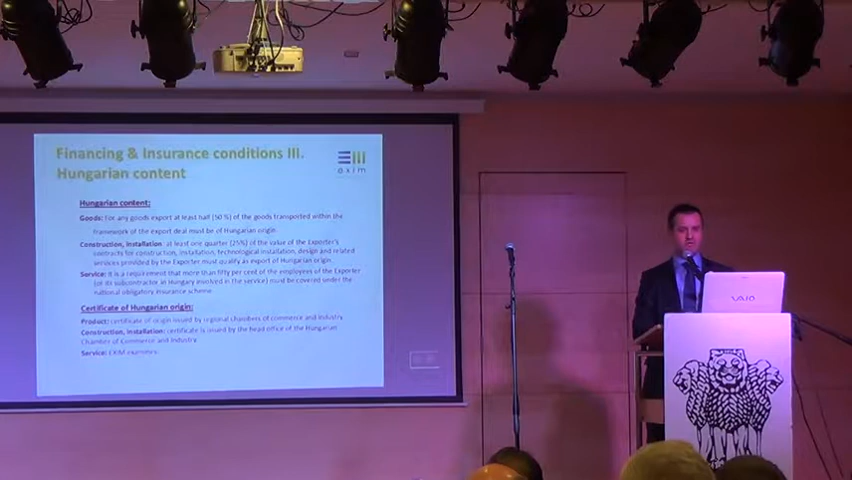 Financing & Insurance conditions III.
Hungarian content
exim
Hungarian content:
Goods: For any goods export at least half (50 %) of the goods transported within the
framework of the export deal must be of Hungarian origin.
Construction, installation: at least one quarter (25%) of the value of the Exporter's
contracts for construction, installation, technological installation, design and related
services provided by the Exporter must qualify as export of Hungarian origin.
Service: It is a requirement that more than fifty per cent of the employees of the Exporter
(or its subcontractor in Hungary involved in the service) must be covered under the
national obligatory insurance scheme.
Certificate of Hungarian origin:
Product: certificate of origin issued by regional chambers of commerce and industry
Construction, installation: certificate is issued by the head office of the Hungarian
Chamber of Commerce and Industry
Service: EXIM examines
VAIO